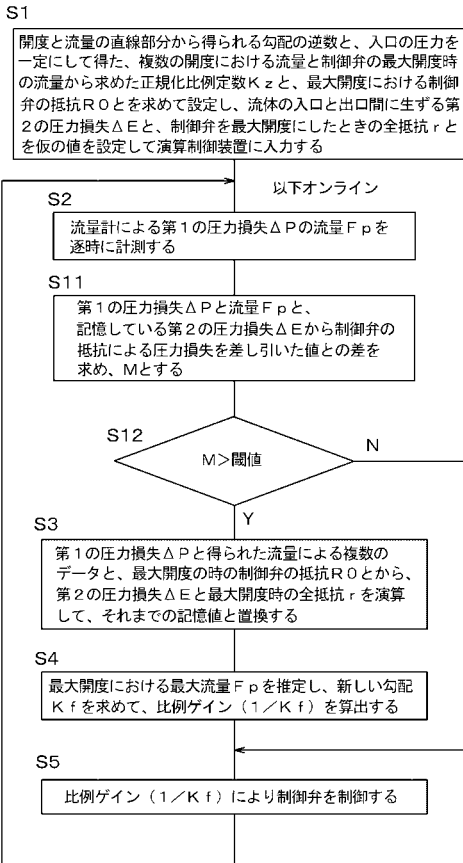 S1
開度と流量の直線部分から得られる勾配の逆数と、入口の圧力を
一定にして得た、複数の開度における流量と制御弁の最大開度時
の流量から求めた正規化比例定数Kzと、最大開度における制御
弁の抵抗R0とを求めて設定し、流体の入口と出口間に生ずる第
2の圧力損失ΔEと、制御弁を最大開度にしたときの全抵抗rと
を仮の値を設定して演算制御装置に入力する
以下オンライン
S2
流量計による第1の圧力損失ΔPの流量Fpを
逐時に計測する
S11
第1の圧力損失ΔPと流量Fpと、
記憶している第2の圧力損失ΔEから制御弁の
抵抗による圧力損失を差し引いた値との差を
求め、Mとする
S12
M>閾値
N
Y
S3
第1の圧力損失ΔPと得られた流量による複数の
データと、最大開度の時の制御弁の抵抗R0とから、
第2の圧力損失ΔEと最大開度時の全抵抗rを演算
して、それまでの記憶値と置換する
S4
最大開度における最大流量Fpを推定し、新しい勾配
Kfを求めて、比例ゲイン(1/Kf)を算出する
S5
比例ゲイン(1/Kf)により制御弁を制御する